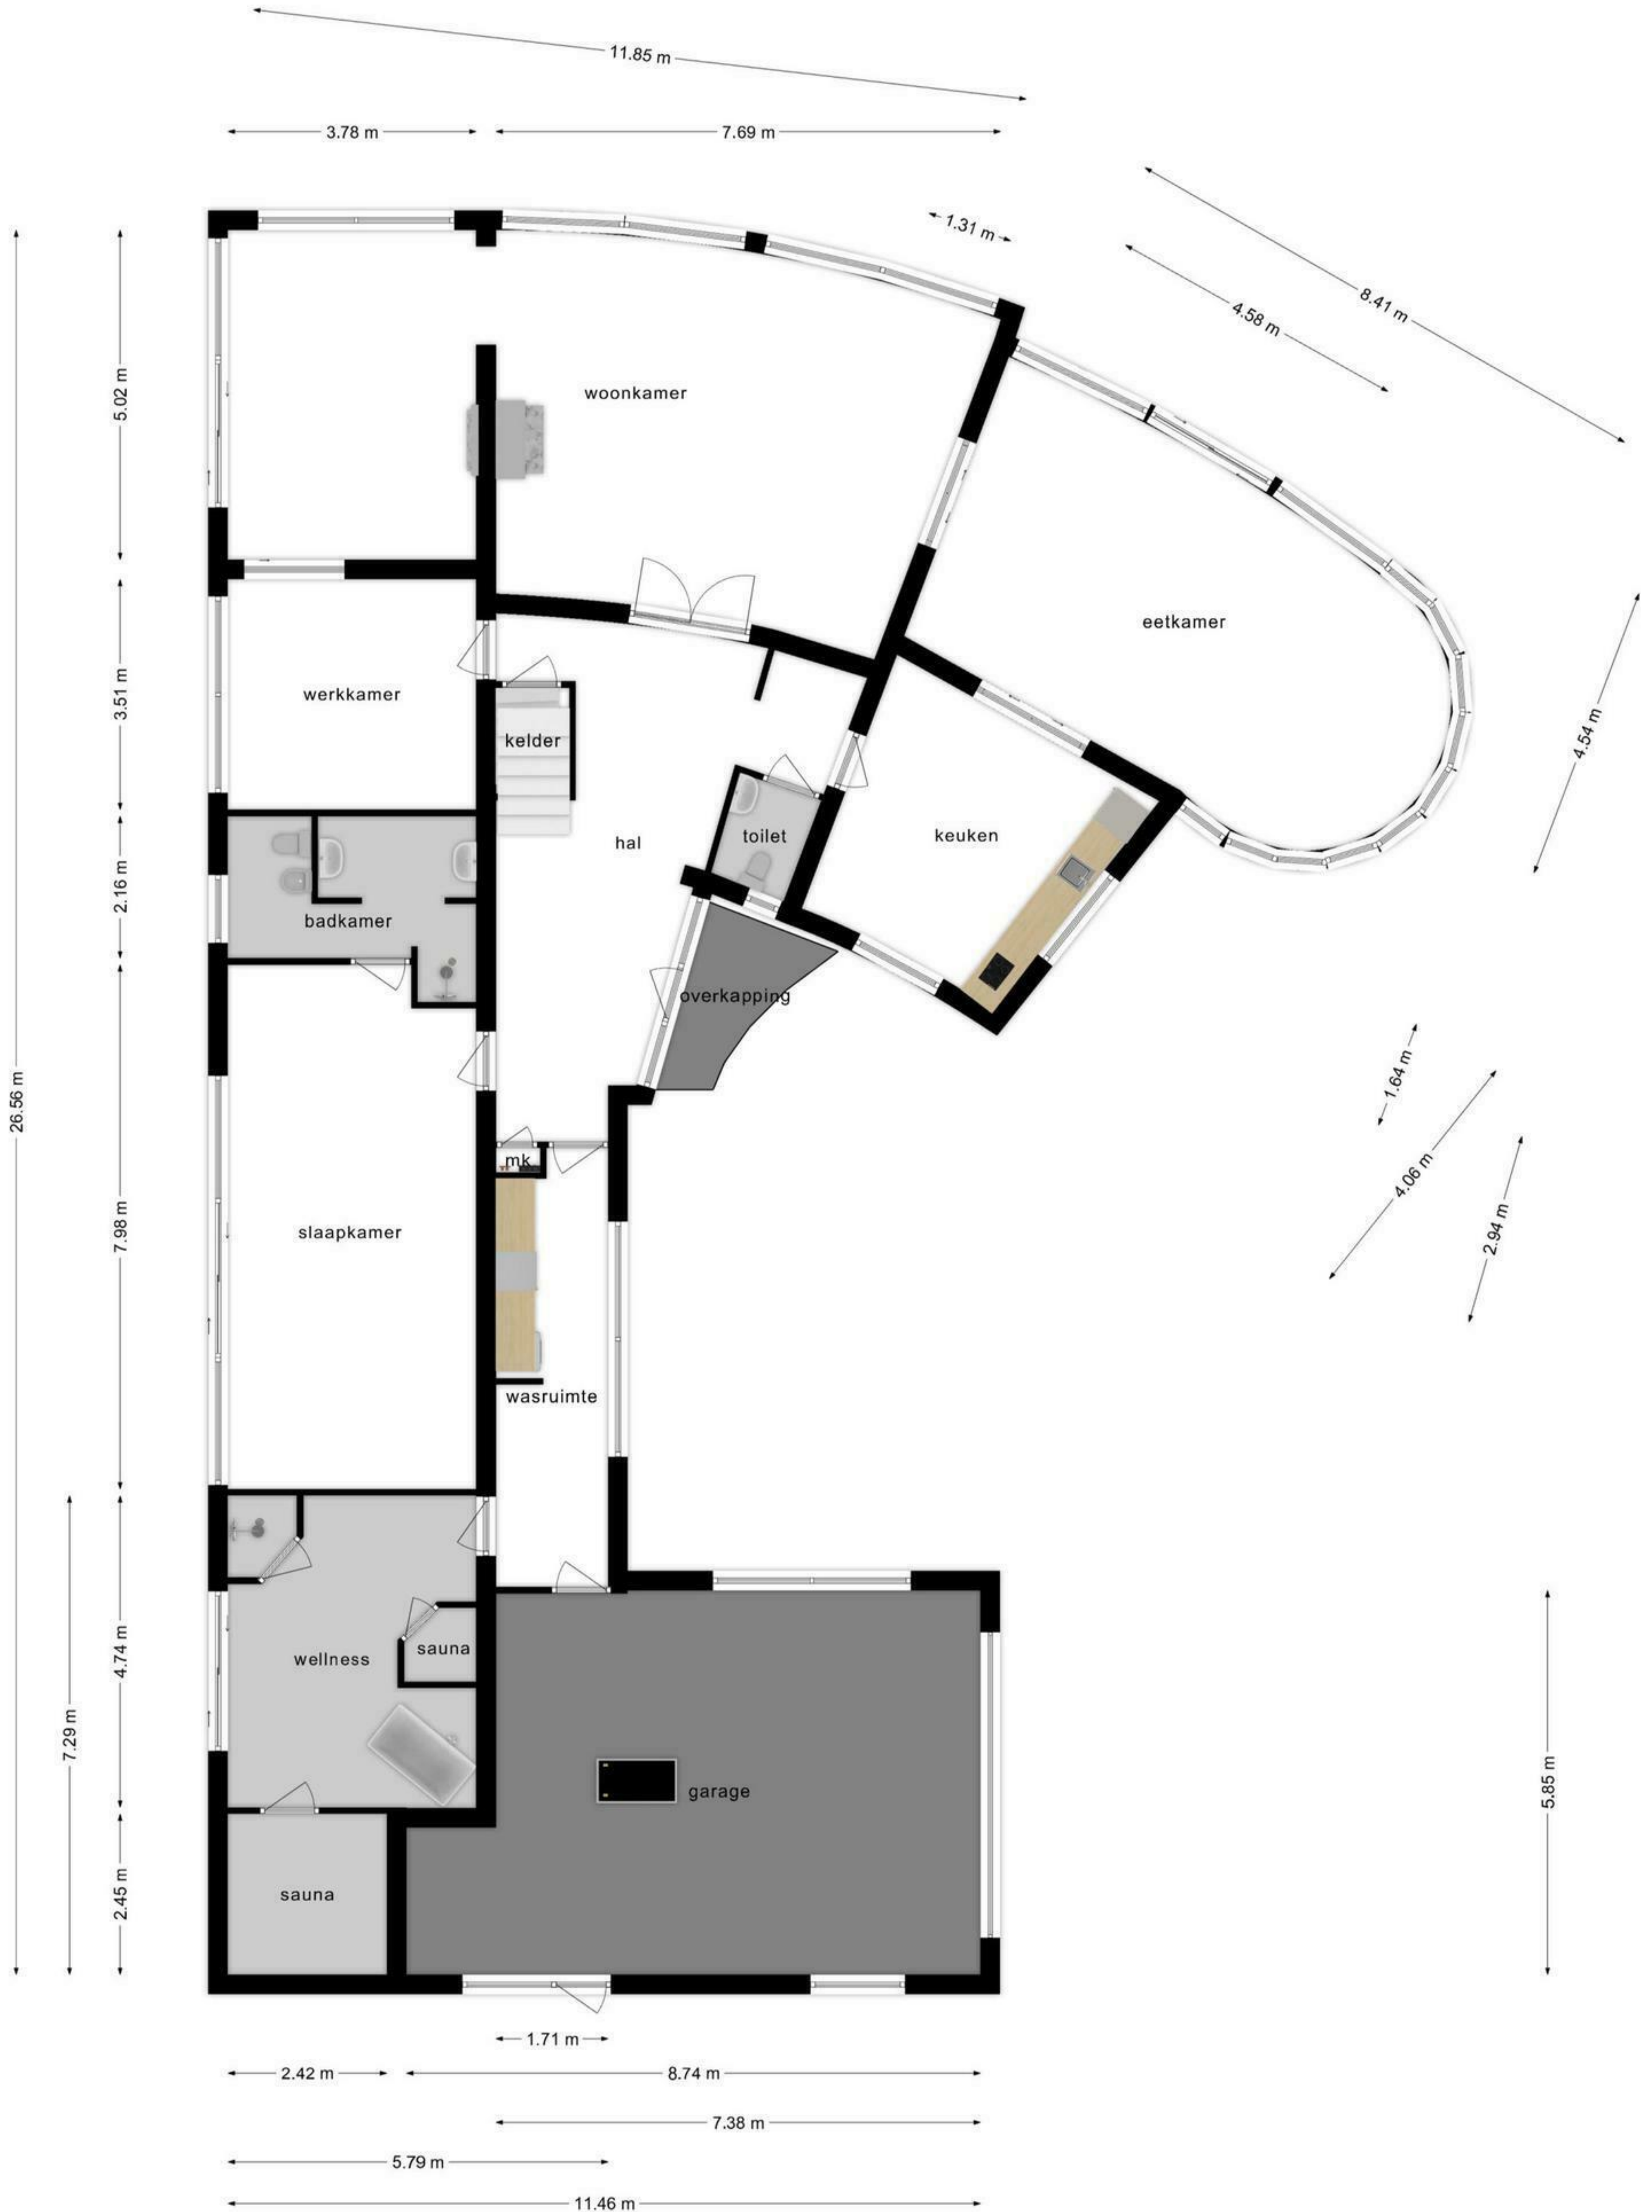 11.85 m
3.78 m
7.69 m
1.31 m
8.41 m
4.58 m
5.02 m
woonkamer
eetkamer
3.51 m
werkkamer
4.54 m
kelder
toilet
keuken
hal
2.16 m
badkamer
overkapping
1.64 m
26.56 m
mk
4.06 m
7.98 m
slaapkamer
2.94 m
wasruimte
4.74 m
wellness
sauna
7.29 m
garage
5.85 m
2.45 m
sauna
1.71 m
2.42 m
8.74 m
7.38 m
5.79 m
11.46 m